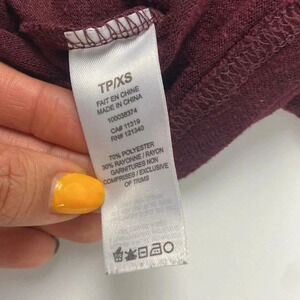 TP/XS
FAIT EN CHINE
MADE IN CHINA
100038374
CA# 11319
RN# 121340
70% POLYESTER
30% RAYONNE / RAYON
GARNITURES NON
COMPRISES / EXCLUSIVE
OF TRIMS